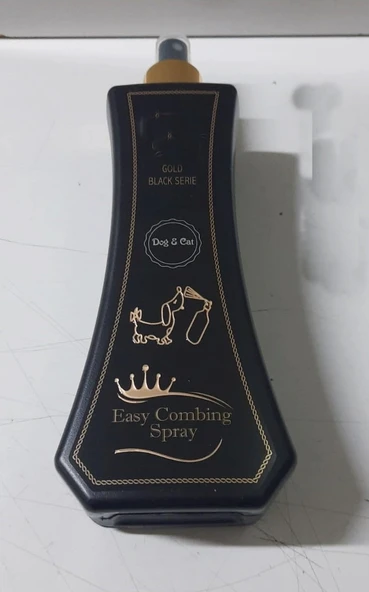 GOLD
BLACK SERIE
Dog & Cat
Easy Combing
Spray